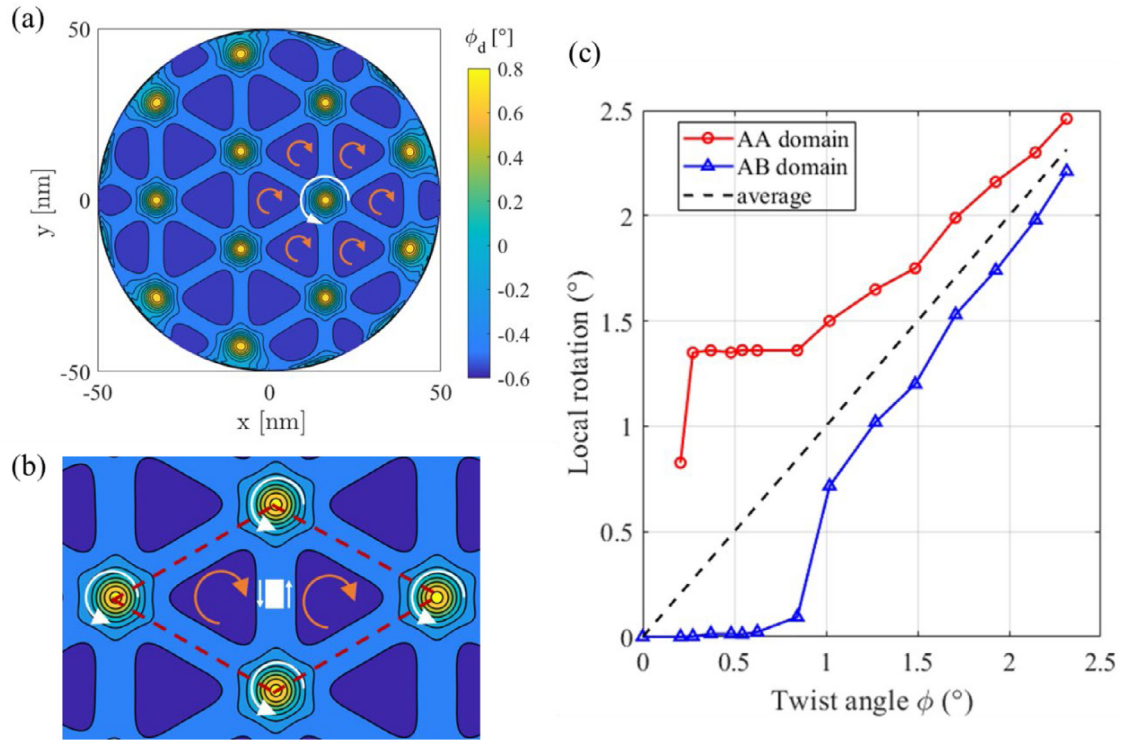 (a)
50
0
-50
y [nm]
-50
0
50
x [nm]
ϕd [°]
0.8
0.6
0.4
0.2
0
-0.2
-0.4
-0.6
(b)
(c)
2.5
2
1.5
1
0.5
0
Local rotation (°)
AA domain
AB domain
average
0
0.5
1
1.5
2
2.5
Twist angle ϕ (°)